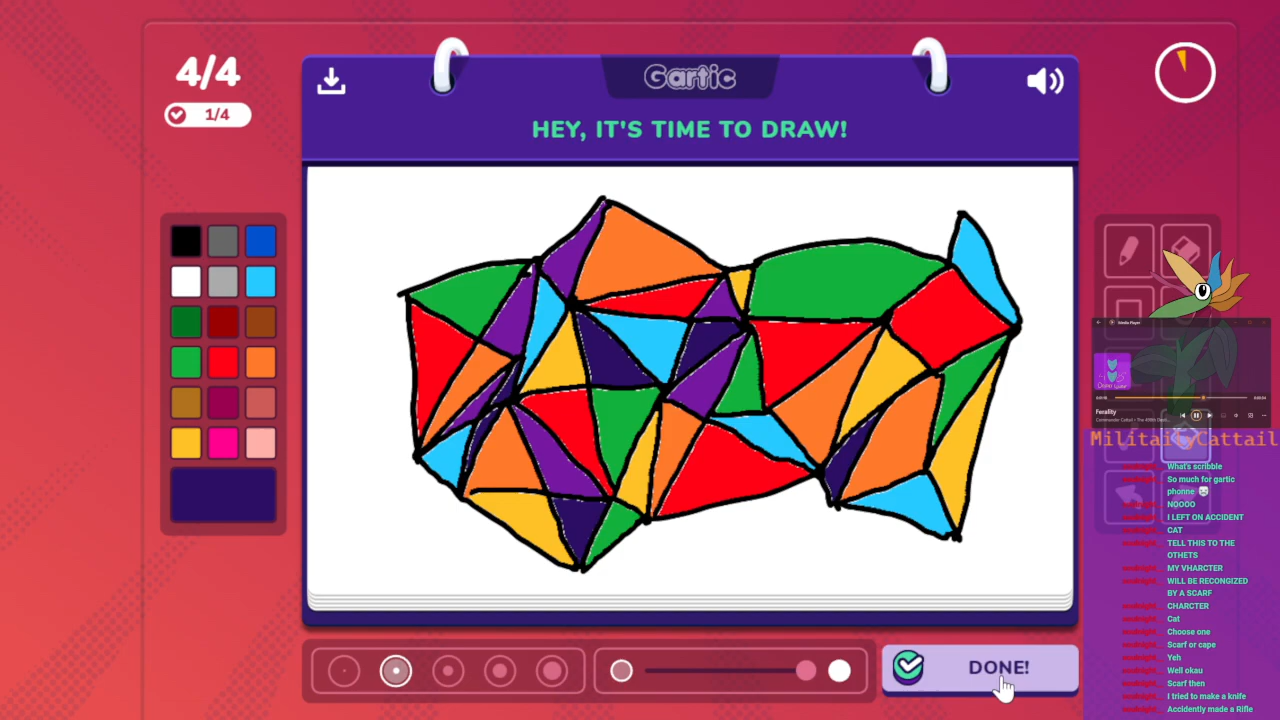 4/4
1/4
Gartic
HEY, IT'S TIME TO DRAW!
DONE!
Ferality
MilitailyCattail
What's scribble
So much for gartic
phonne
NOOOO
I LEFT ON ACCIDENT
CAT
TELL THIS TO THE
OTHETS
MY VHARCTER
WILL BE RECONGIZED
BY A SCARF
CHARCTER
Cat
Choose one
Scarf or cape
Yeh
Well okau
Scarf then
I tried to make a knife
Accidently made a Rifle